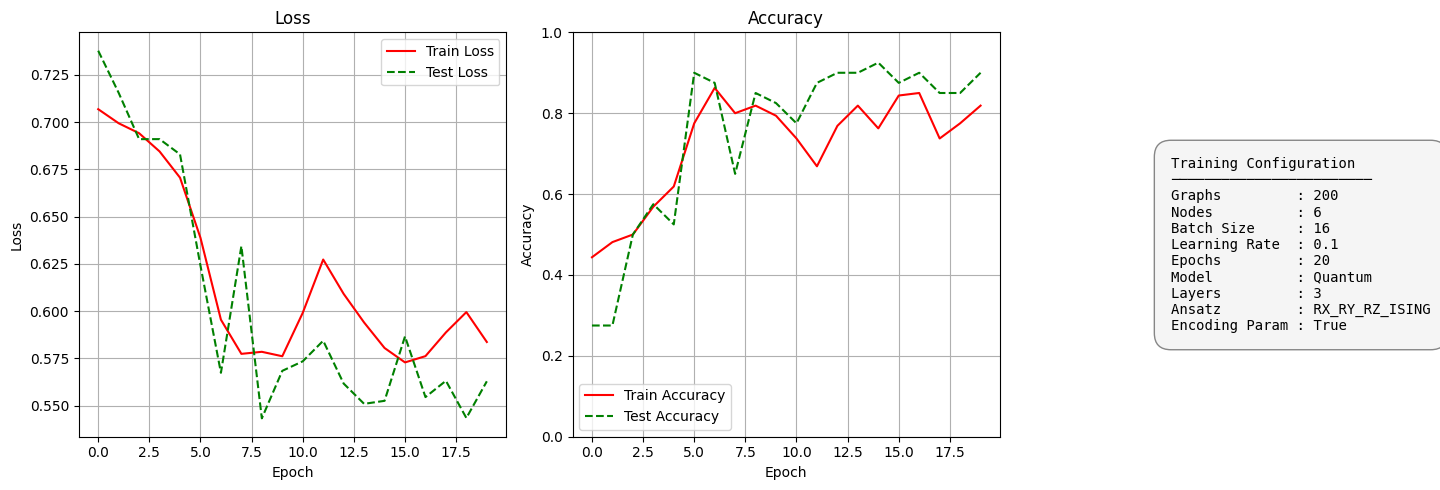 Loss
Train Loss
Test Loss
Loss
0.725
0.700
0.675
0.650
0.625
0.600
0.575
0.550
0.0 2.5 5.0 7.5 10.0 12.5 15.0 17.5
Epoch
Accuracy
Accuracy
1.0
0.8
0.6
0.4
0.2
0.0
Train Accuracy
Test Accuracy
0.0 2.5 5.0 7.5 10.0 12.5 15.0 17.5
Epoch
Training Configuration
Graphs : 200
Nodes : 6
Batch Size : 16
Learning Rate : 0.1
Epochs : 20
Model : Quantum
Layers : 3
Ansatz : RX_RY_RZ_ISING
Encoding Param : True